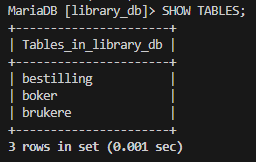 MariaDB [library_db]> SHOW TABLES;
+----------------------+
| Tables_in_library_db |
+----------------------+
| bestilling           |
| boker                |
| brukere              |
+----------------------+
3 rows in set (0.001 sec)